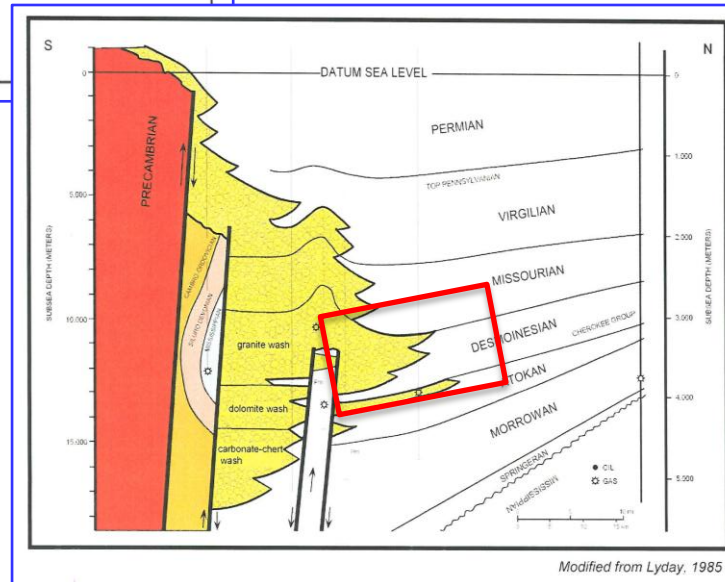 S
N
0
DATUM SEA LEVEL
0
PRECAMBRIAN
PERMIAN
1.000
TOP PENNSYLVANIAN
5.000
VIRGILIAN
2.000
CAMBRO-ORDOVICIAN
SILURO DEVONIAN
MISSISSIPPIAN
MISSOURIAN
SUBSEA DEPTH (METERS)
SUBSEA DEPTH (METERS)
10.000
3.000
granite wash
DESMOINESIAN
CHEROKEE GROUP
TOKAN
dolomite wash
4.000
MORROWAN
15.000
carbonate-chert
wash
SPRINGERAN
MISSISSIPPIAN
OIL
GAS
5.000
Modified from Lyday, 1985